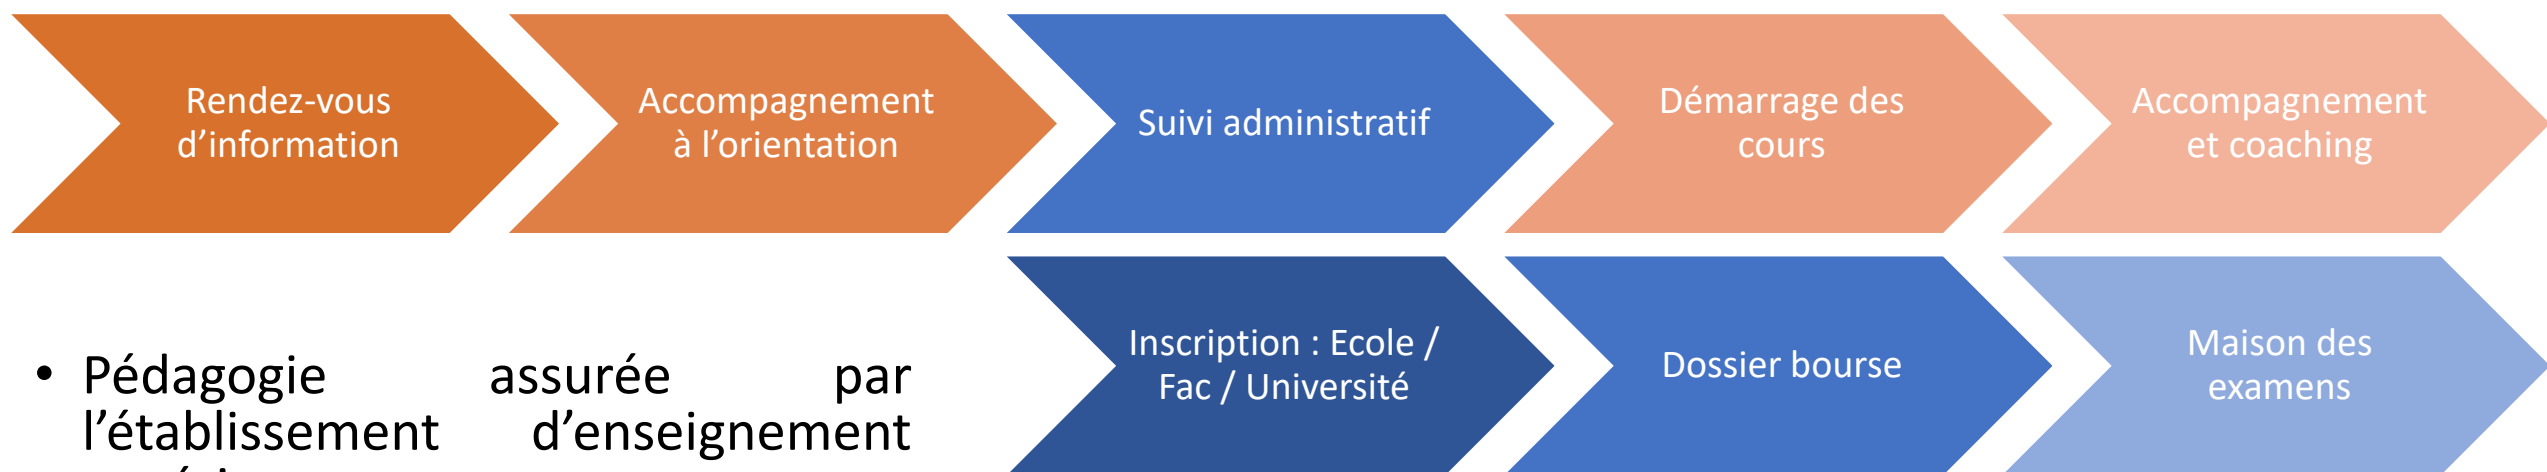 Rendez-vous
d’information
Accompagnement
à l’orientation
Suivi administratif
Démarrage des
cours
Accompagnement
et coaching
Inscription : Ecole /
Fac / Université
Dossier bourse
Maison des
examens
• Pédagogie assurée par
l’établissement d’enseignement